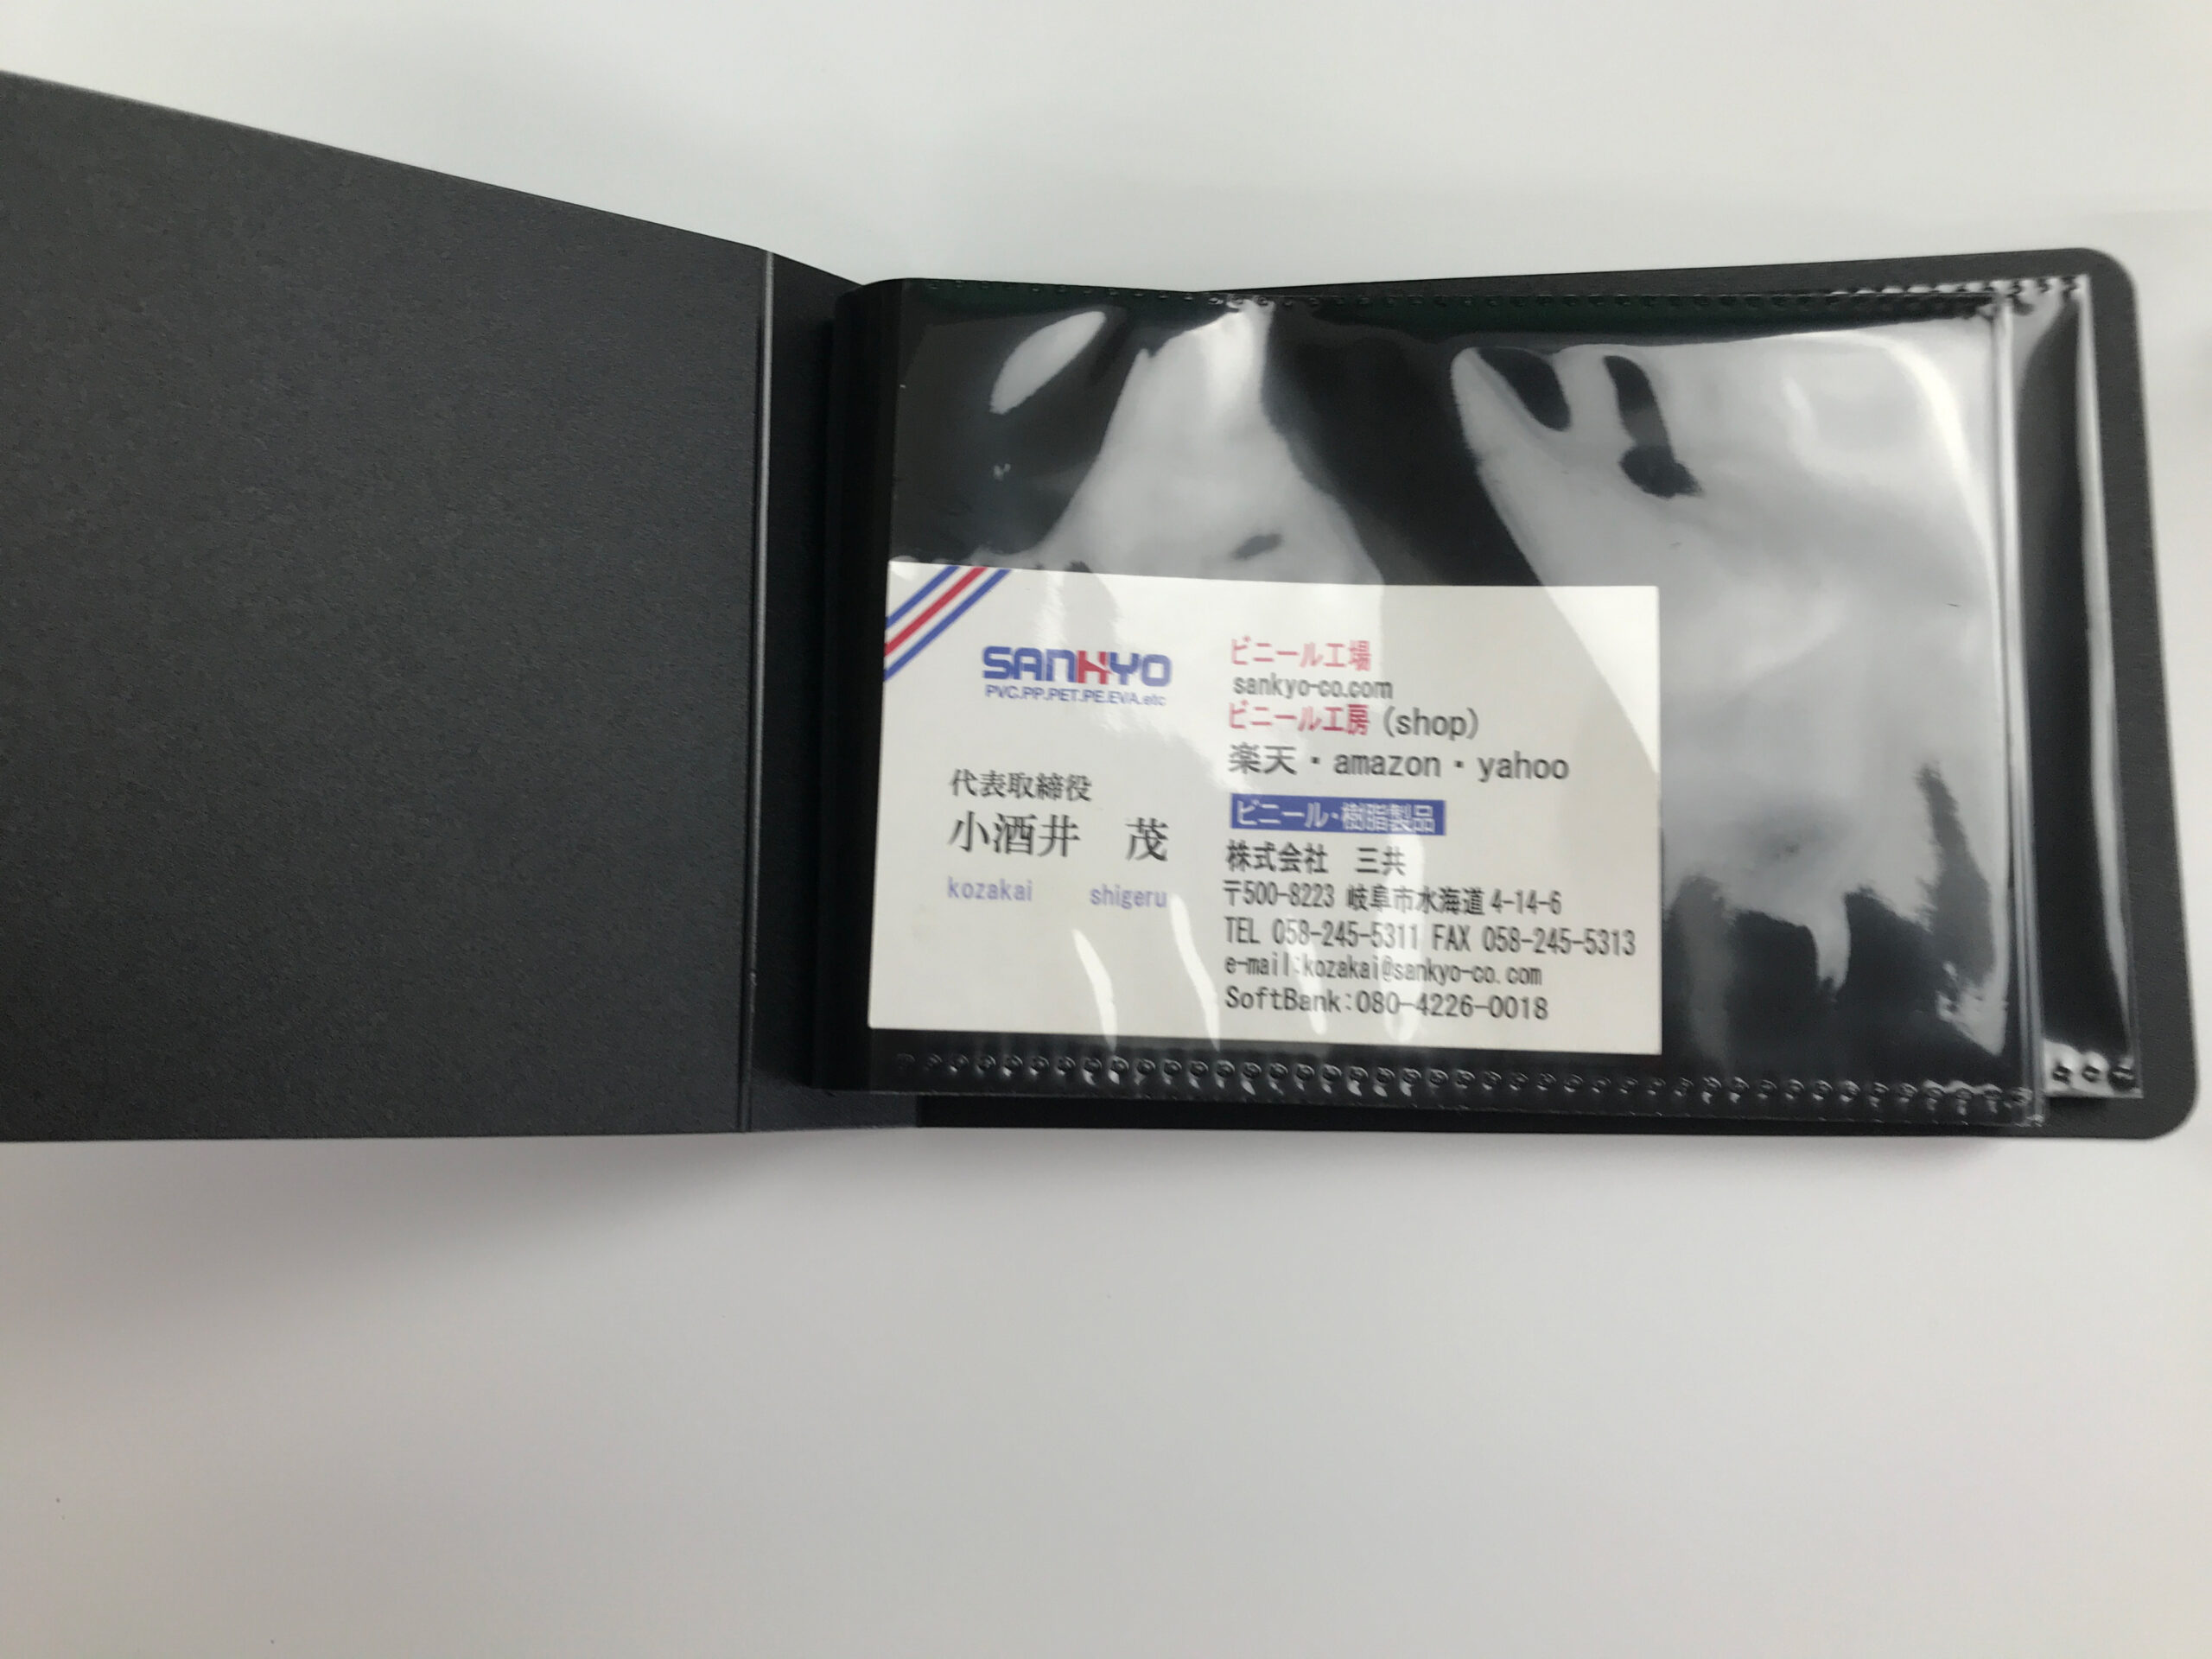 SANKYO
PVC.PP.PET.PE.EVA.etc
代表取締役
小酒井 茂
kozakai shigeru
ビニール工場
sankyo-co.com
ビニール工房 (shop)
楽天・amazon・yahoo
ビニール・樹脂製品
株式会社 三共
〒500-8223 岐阜市水海道4-14-6
TEL 058-245-5311 FAX 058-245-5313
e-mail:kozakai@sankyo-co.com
SoftBank:080-4226-0018